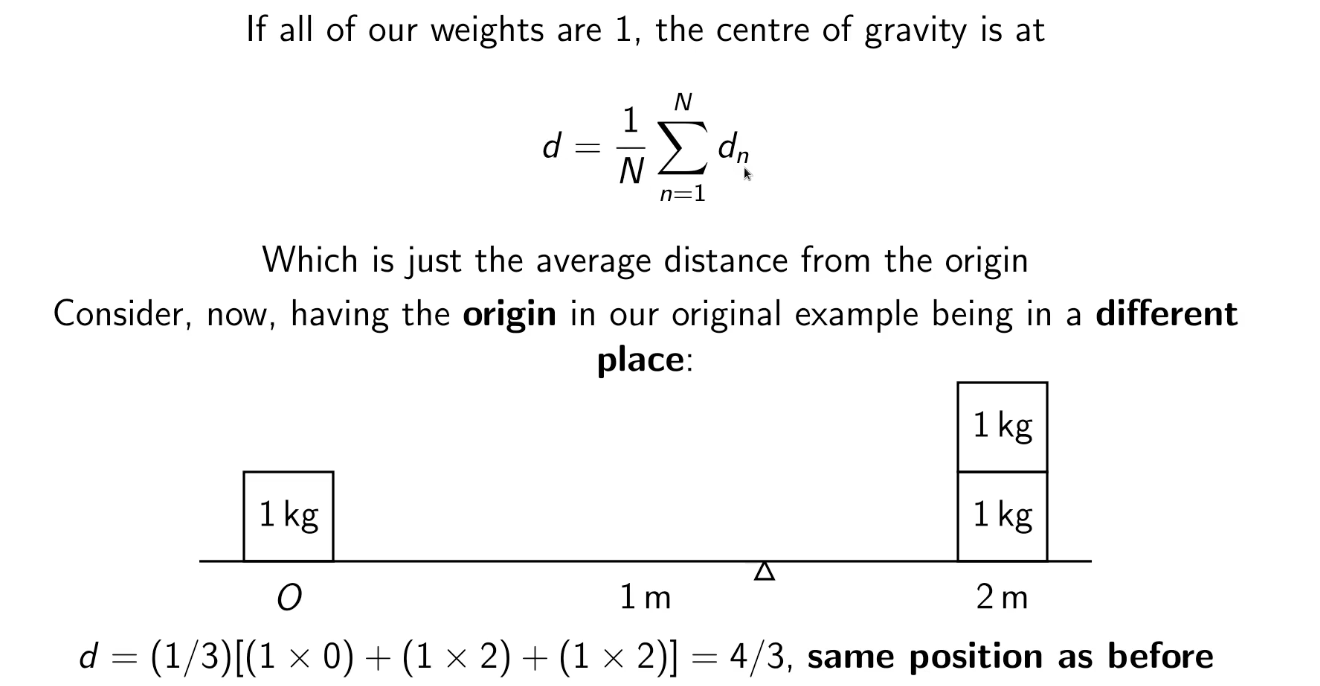 If all of our weights are 1, the centre of gravity is at
d = \frac{1}{N} \sum_{n=1}^{N} d_n
Which is just the average distance from the origin
Consider, now, having the origin in our original example being in a different
place:
1 kg
1 kg 1 kg
O 1 m 2 m
d = (1/3)[(1 × 0) + (1 × 2) + (1 × 2)] = 4/3, same position as before